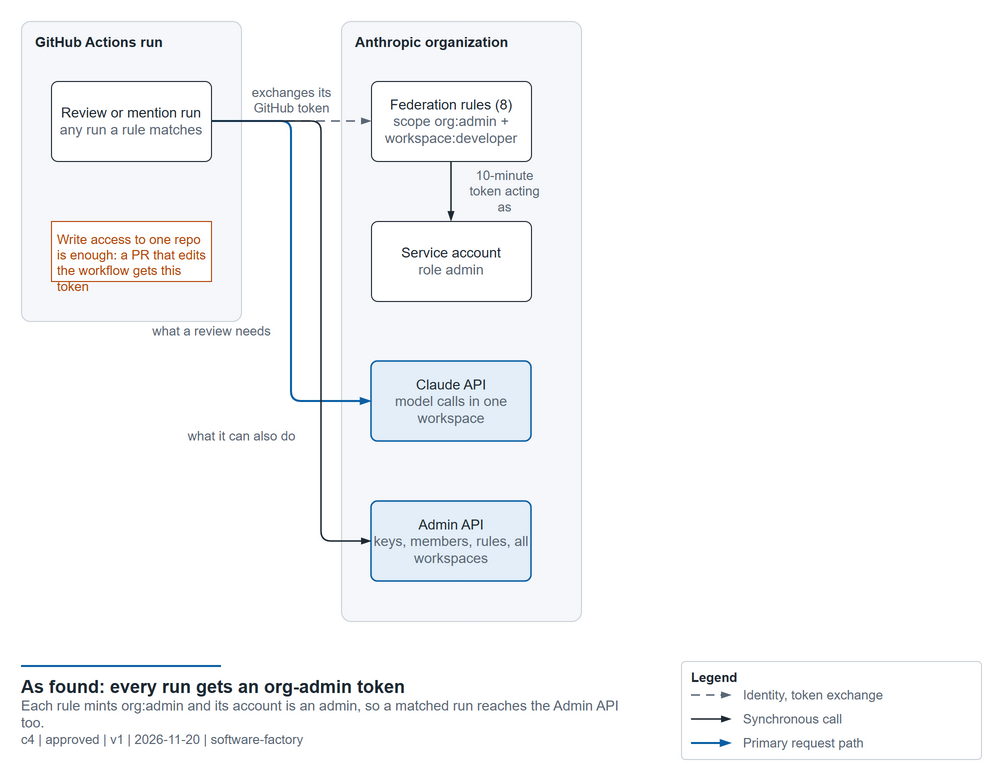 GitHub Actions run
Review or mention run
any run a rule matches
Write access to one repo
is enough: a PR that edits
the workflow gets this
token
exchanges its
GitHub token
what a review needs
what it can also do
Anthropic organization
Federation rules (8)
scope org:admin +
workspace:developer
10-minute
token acting
as
Service account
role admin
Claude API
model calls in one
workspace
Admin API
keys, members, rules, all
workspaces
As found: every run gets an org-admin token
Each rule mints org:admin and its account is an admin, so a matched run reaches the Admin API
too.
c4 | approved | v1 | 2026-11-20 | software-factory
Legend
Identity, token exchange
Synchronous call
Primary request path